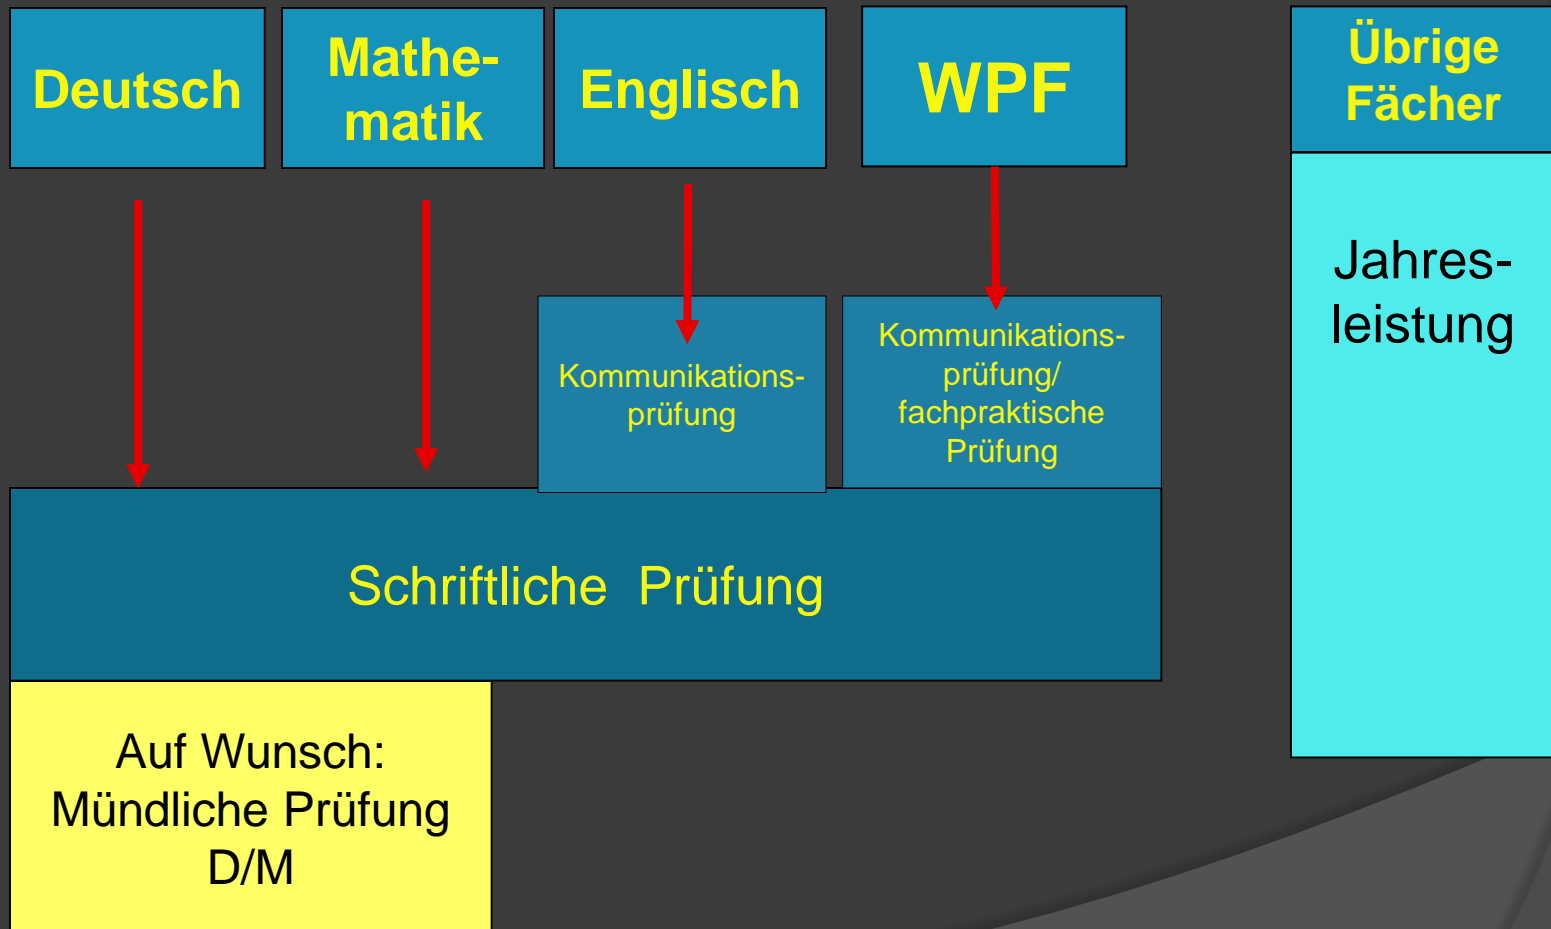 Deutsch
Mathe-
matik
Englisch
WPF
Übrige
Fächer
Jahres-
leistung
Kommunikations-
prüfung
Kommunikations-
prüfung/
fachpraktische
Prüfung
Schriftliche Prüfung
Auf Wunsch:
Mündliche Prüfung
D/M